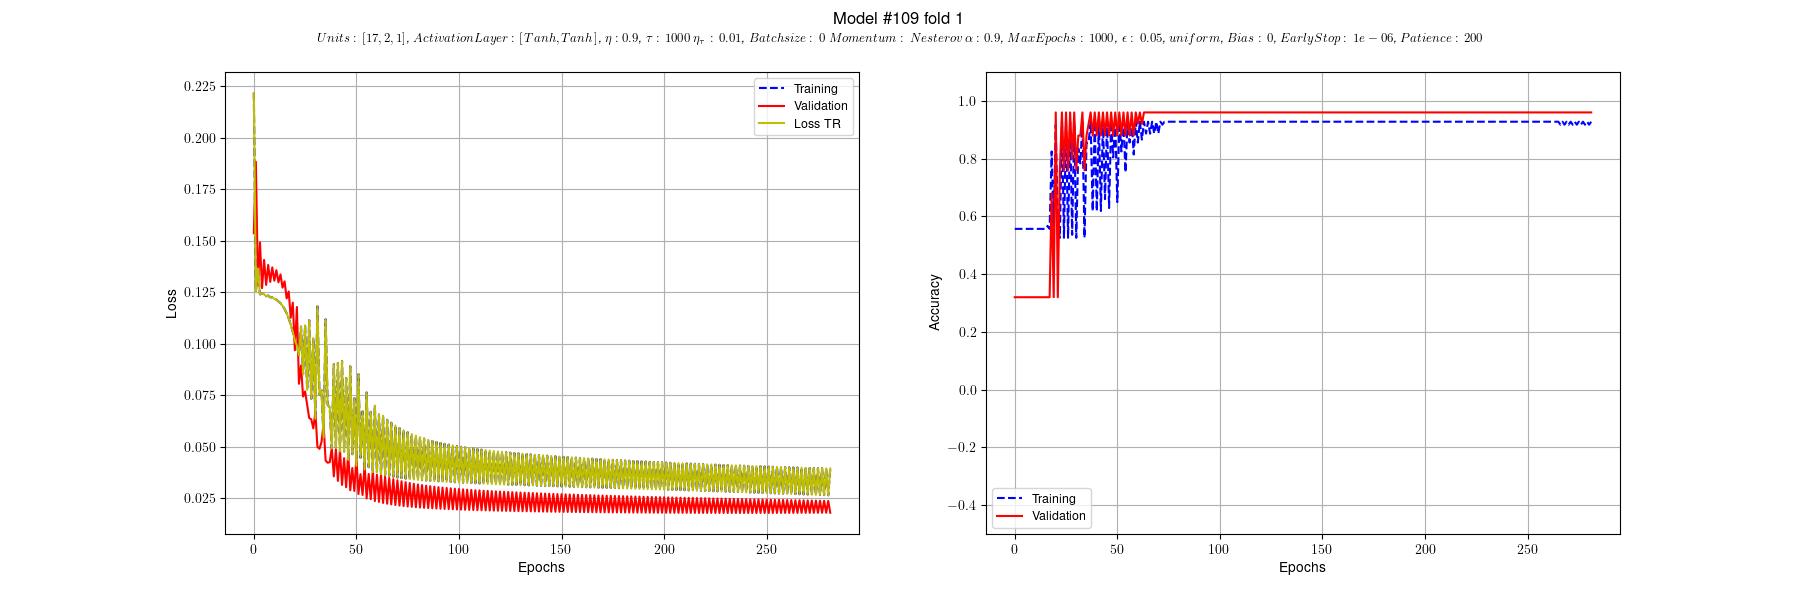 Model #109 fold 1
Units : [17, 2, 1], ActivationLayer : [Tanh, Tanh], η : 0.9, τ : 1000 η_τ : 0.01, Batchsize : 0 Momentum : Nesterov α : 0.9, MaxEpochs : 1000, ϵ : 0.05, uniform, Bias : 0, EarlyStop : 1e − 06, Patience : 200
0.225
0.200
0.175
0.150
0.125
0.100
0.075
0.050
0.025
Loss
Training
Validation
Loss TR
0 50 100 150 200 250
Epochs
1.0
0.8
0.6
0.4
0.2
0.0
−0.2
−0.4
Accuracy
Training
Validation
0 50 100 150 200 250
Epochs